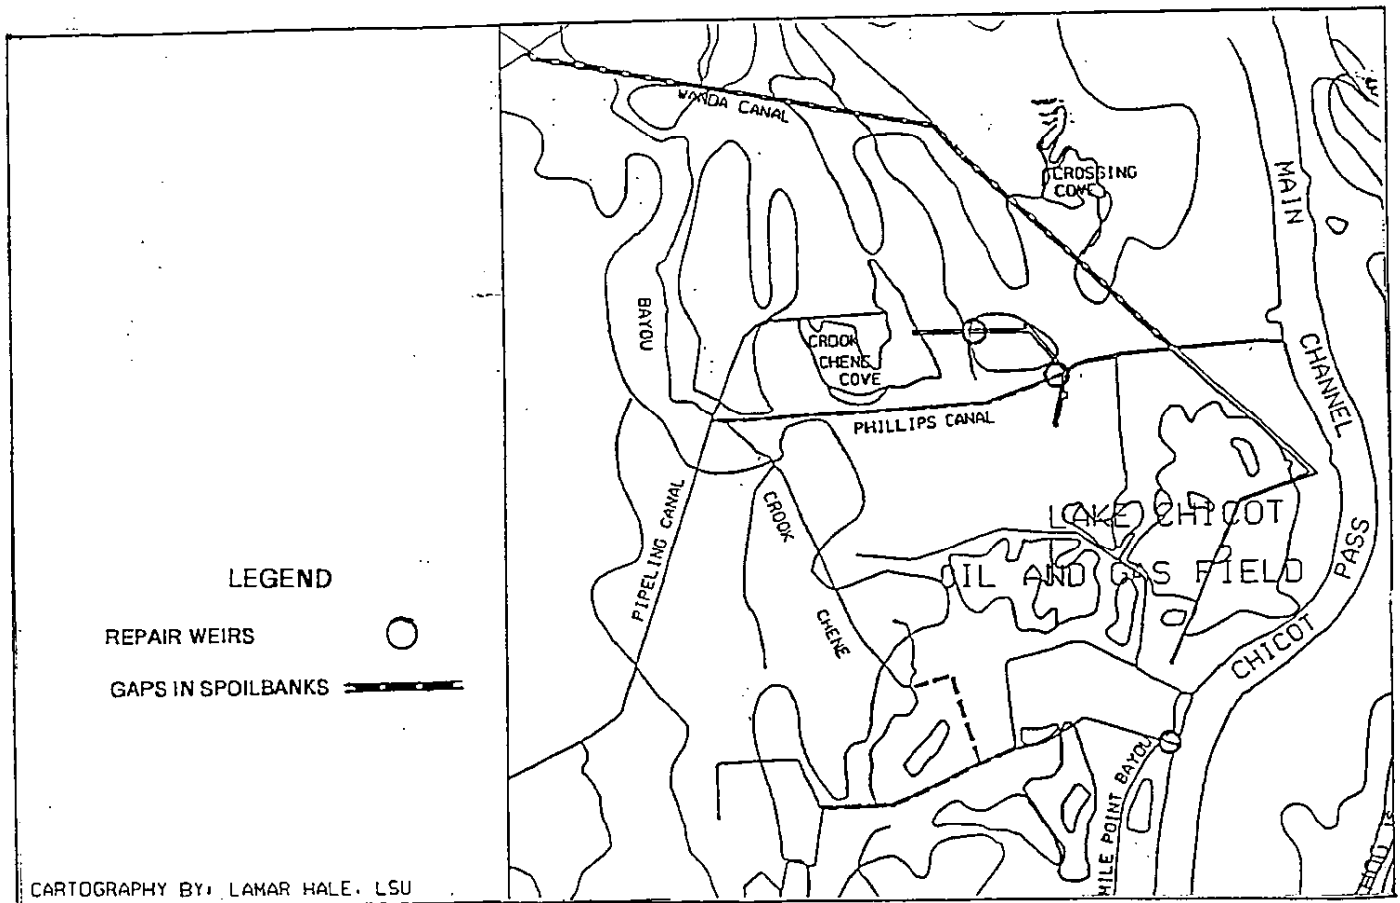 WANDA CANAL
CROSSING
COVE
MAIN
BAYOU
CROOK
CHENE
COVE
CHANNEL
PHILLIPS CANAL
PIPELING CANAL
CROOK
LAKE CHICOT
PASS
OIL AND GAS FIELD
LEGEND
REPAIR WEIRS
CHENE
CHICOT
GAPS IN SPOILBANKS
MILE POINT BAYOU
CARTOGRAPHY BY: LAMAR HALE, LSU